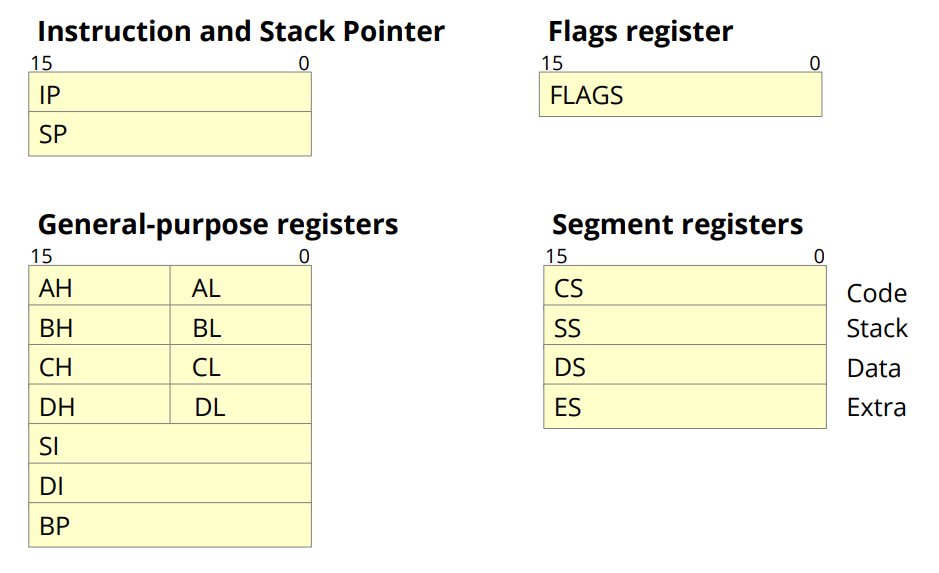 Instruction and Stack Pointer
15 0
IP
SP
Flags register
15 0
FLAGS
General-purpose registers
15 0
AH AL
BH BL
CH CL
DH DL
SI
DI
BP
Segment registers
15 0
CS Code
SS Stack
DS Data
ES Extra